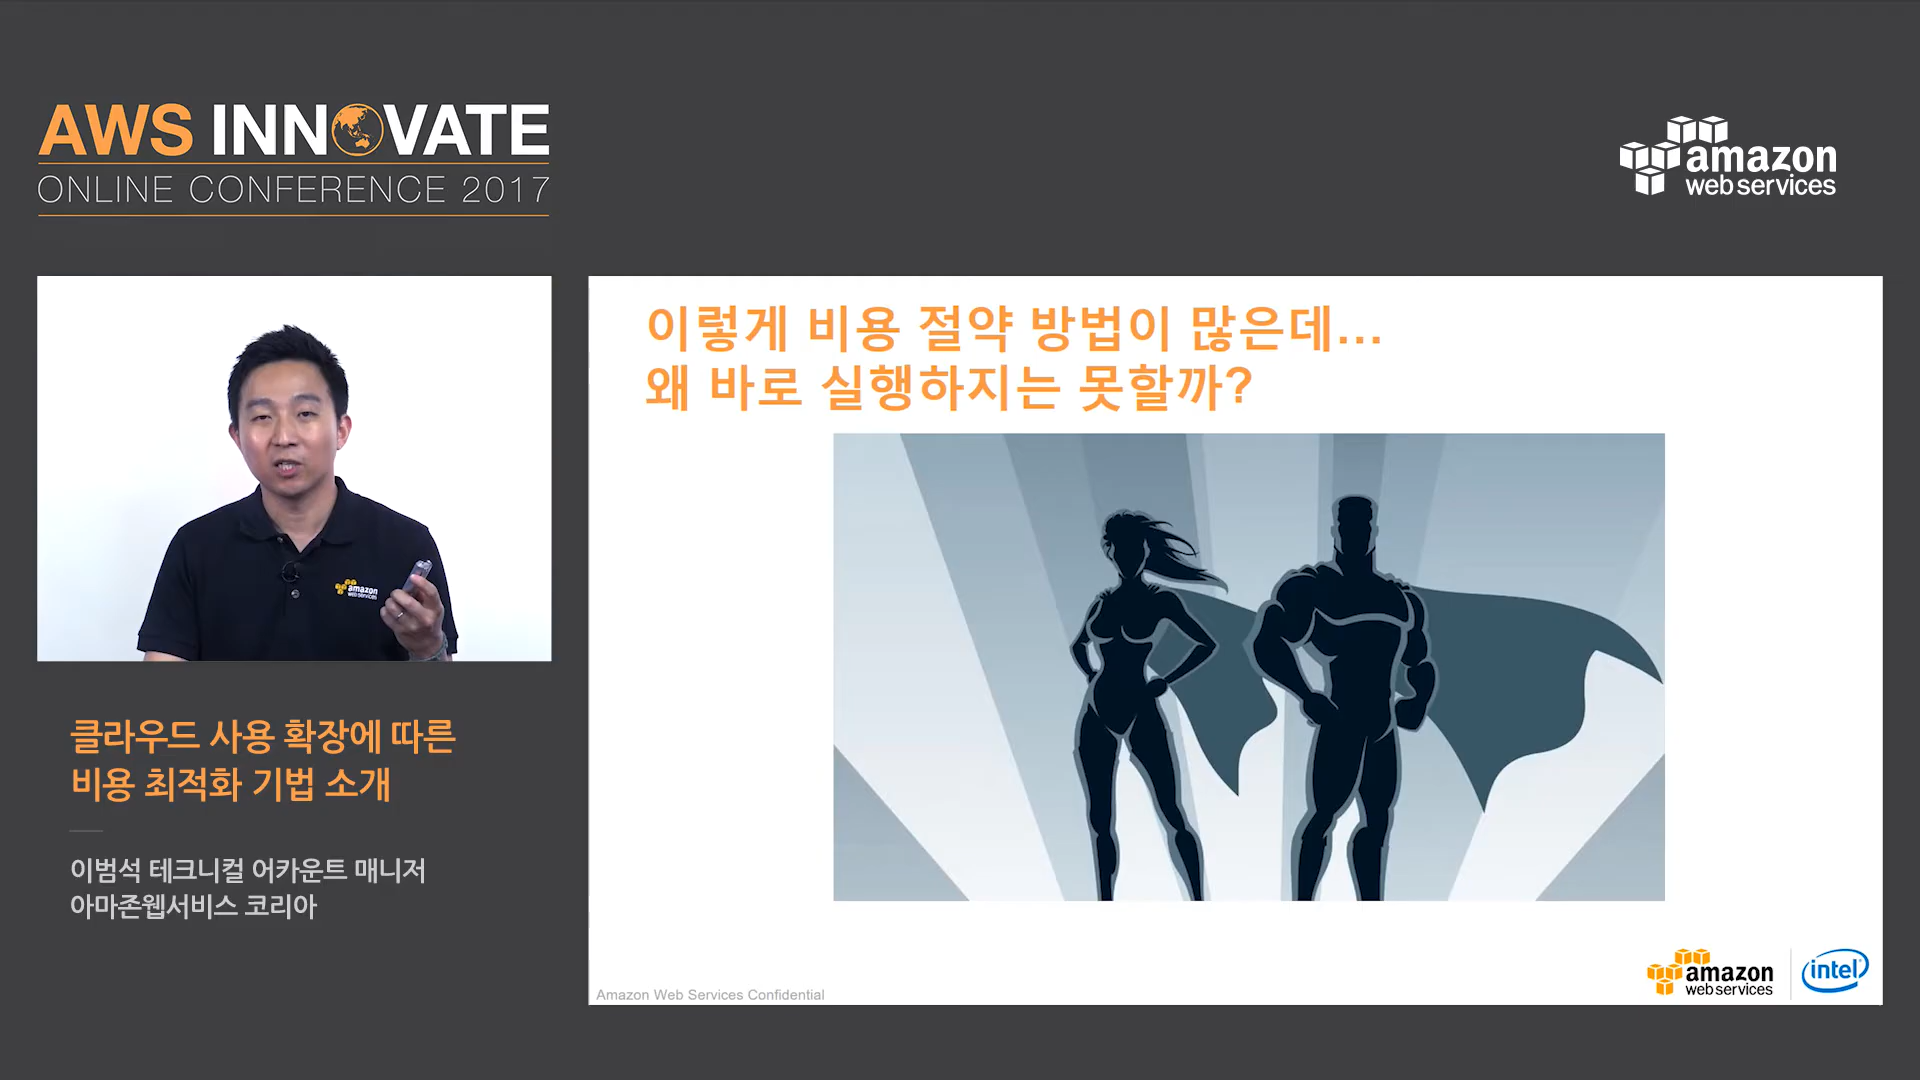 AWS INNOVATE
ONLINE CONFERENCE 2017
amazon
web services
이렇게 비용 절약 방법이 많은데...
왜 바로 실행하지는 못할까?
amazon
web services
클라우드 사용 확장에 따른
비용 최적화 기법 소개
이범석 테크니컬 어카운트 매니저
아마존웹서비스 코리아
Amazon Web Services Confidential
amazon
web services
intel